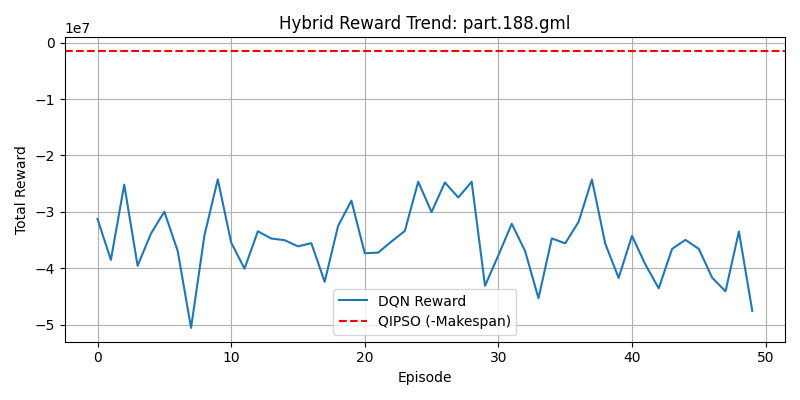 Hybrid Reward Trend: part.188.gml
1e7
0
−1
−2
−3
−4
−5
Total Reward
DQN Reward
QIPSO (-Makespan)
0 10 20 30 40 50
Episode